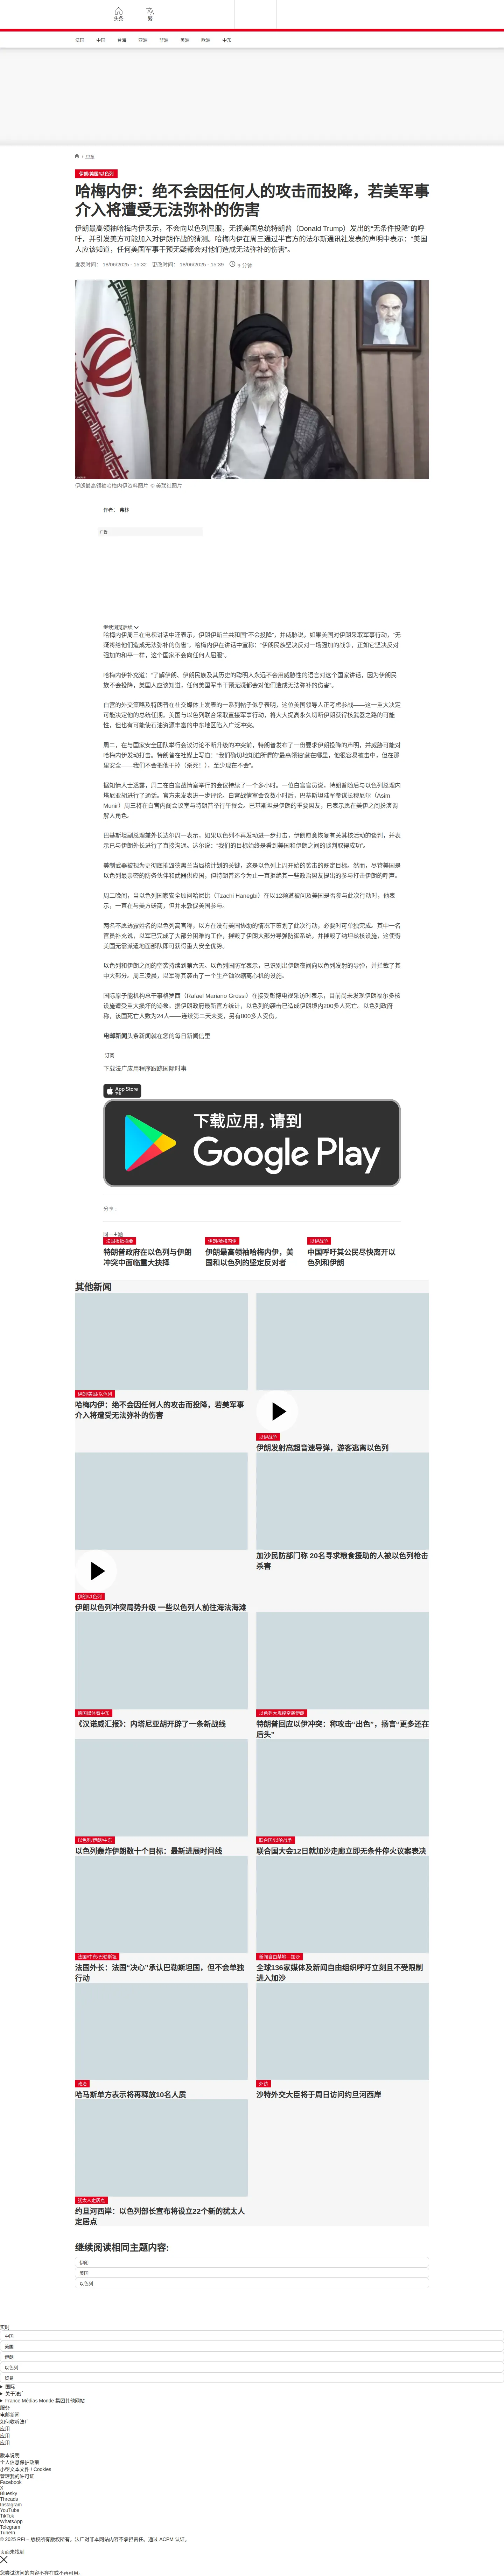 头条
繁
法国
中国
台海
亚洲
非洲
美洲
欧洲
中东
/ 中东
伊朗/美国/以色列
哈梅内伊：绝不会因任何人的攻击而投降，若美军事
介入将遭受无法弥补的伤害
伊朗最高领袖哈梅内伊表示，不会向以色列屈服，无视美国总统特朗普（Donald Trump）发出的“无条件投降”的呼
吁，并引发美方可能加入对伊朗作战的猜测。哈梅内伊在周三通过半官方的法尔斯通讯社发表的声明中表示：“美国
人应该知道，任何美国军事干预无疑都会对他们造成无法弥补的伤害”。
发表时间： 18/06/2025 - 15:32 更改时间： 18/06/2025 - 15:39 9 分钟
伊朗最高领袖哈梅内伊资料图片 © 美联社图片
作者： 弗林
广告
继续浏览后续
哈梅内伊周三在电视讲话中还表示，伊朗伊斯兰共和国“不会投降”，并威胁说，如果美国对伊朗采取军事行动，“无
疑将给他们造成无法弥补的伤害”。哈梅内伊在讲话中宣称：“伊朗民族坚决反对一场强加的战争，正如它坚决反对
强加的和平一样，这个国家不会向任何人屈服”。
哈梅内伊补充道：“了解伊朗、伊朗民族及其历史的聪明人永远不会用威胁性的语言对这个国家讲话，因为伊朗民
族不会投降，美国人应该知道，任何美国军事干预无疑都会对他们造成无法弥补的伤害”。
白宫的外交策略及特朗普在社交媒体上发表的一系列帖子似乎表明，这位美国领导人正考虑参战——这一重大决定
可能决定他的总统任期。美国与以色列联合采取直接军事行动，将大大提高永久切断伊朗获得核武器之路的可能
性，但也有可能使石油资源丰富的中东地区陷入广泛冲突。
周二，在与国家安全团队举行会议讨论不断升级的冲突前，特朗普发布了一份要求伊朗投降的声明，并威胁可能对
哈梅内伊发动打击。特朗普在社媒上写道：“我们确切地知道所谓的‘最高领袖’藏在哪里，他很容易被击中，但在那
里安全——我们不会把他干掉（杀死！），至少现在不会”。
据知情人士透露，周二在白宫战情室举行的会议持续了一个多小时。一位白宫官员说，特朗普随后与以色列总理内
塔尼亚胡进行了通话。官方未发表进一步评论。白宫战情室会议数小时后，巴基斯坦陆军参谋长穆尼尔（Asim
Munir）周三将在白宫内阁会议室与特朗普举行午餐会。巴基斯坦是伊朗的重要盟友，已表示愿在美伊之间扮演调
解人角色。
巴基斯坦副总理兼外长达尔周一表示，如果以色列不再发动进一步打击，伊朗愿意恢复有关其核活动的谈判，并表
示已与伊朗外长进行了直接沟通。达尔说：“我们的目标始终是看到美国和伊朗之间的谈判取得成功”。
美制武器被视为更彻底摧毁德黑兰当局核计划的关键，这是以色列上周开始的袭击的既定目标。然而，尽管美国是
以色列最亲密的防务伙伴和武器供应国，但特朗普迄今为止一直拒绝其一些政治盟友提出的参与打击伊朗的呼声。
周二晚间，当以色列国家安全顾问哈尼比（Tzachi Hanegbi）在以12频道被问及美国是否参与此次行动时，他表
示，一直在与美方磋商，但并未敦促美国参与。
两名不愿透露姓名的以色列高官称，以方在没有美国协助的情况下策划了此次行动，必要时可单独完成。其中一名
官员补充说，以军已完成了大部分困难的工作，摧毁了伊朗大部分导弹防御系统，并摧毁了纳坦兹核设施，这使得
美国无需派遣地面部队即可获得重大安全优势。
以色列和伊朗之间的空袭持续到第六天。以色列国防军表示，已识别出伊朗夜间向以色列发射的导弹，并拦截了其
中大部分。周三凌晨，以军称其袭击了一个生产铀浓缩离心机的设施。
国际原子能机构总干事格罗西（Rafael Mariano Grossi）在接受彭博电视采访时表示，目前尚未发现伊朗福尔多核
设施遭受重大损坏的迹象。据伊朗政府最新官方统计，以色列的袭击已造成伊朗境内200多人死亡。以色列政府
称，该国死亡人数为24人——连续第二天未变，另有800多人受伤。
电邮新闻头条新闻就在您的每日新闻信里
订阅
下载法广应用程序跟踪国际时事
App Store
下载
下载应用，请到
Google Play
分享 :
同一主题
法国报纸摘要
特朗普政府在以色列与伊朗
冲突中面临重大抉择
伊朗/哈梅内伊
伊朗最高领袖哈梅内伊，美
国和以色列的坚定反对者
以伊战争
中国呼吁其公民尽快离开以
色列和伊朗
其他新闻
伊朗/美国/以色列
哈梅内伊：绝不会因任何人的攻击而投降，若美军事
介入将遭受无法弥补的伤害
以伊战争
伊朗发射高超音速导弹，游客逃离以色列
伊朗/以色列
伊朗以色列冲突局势升级 一些以色列人前往海法海滩
加沙民防部门称 20名寻求粮食援助的人被以色列枪击
杀害
德国媒体看中东
《汉诺威汇报》：内塔尼亚胡开辟了一条新战线
以色列大规模空袭伊朗
特朗普回应以伊冲突：称攻击“出色”，扬言“更多还在
后头”
以色列/伊朗/中东
以色列轰炸伊朗数十个目标：最新进展时间线
联合国/以哈战争
联合国大会12日就加沙走廊立即无条件停火议案表决
法国/中东/巴勒斯坦
法国外长：法国“决心”承认巴勒斯坦国，但不会单独
行动
新闻自由禁地—加沙
全球136家媒体及新闻自由组织呼吁立刻且不受限制
进入加沙
政治
哈马斯单方表示将再释放10名人质
外访
沙特外交大臣将于周日访问约旦河西岸
犹太人定居点
约旦河西岸：以色列部长宣布将设立22个新的犹太人
定居点
继续阅读相同主题内容:
伊朗
美国
以色列
实时
中国
美国
伊朗
以色列
贸易
国际
关于法广
France Médias Monde 集团其他网站
服务
电邮新闻
如何收听法广
应用
应用
应用
版本说明
个人信息保护政策
小型文本文件 / Cookies
管理我的许可证
Facebook
X
Bluesky
Threads
Instagram
YouTube
TikTok
WhatsApp
Telegram
TuneIn
© 2025 RFI – 版权所有版权所有。法广对非本网站内容不承担责任。通过 ACPM 认证。
页面未找到
您尝试访问的内容不存在或不再可用。